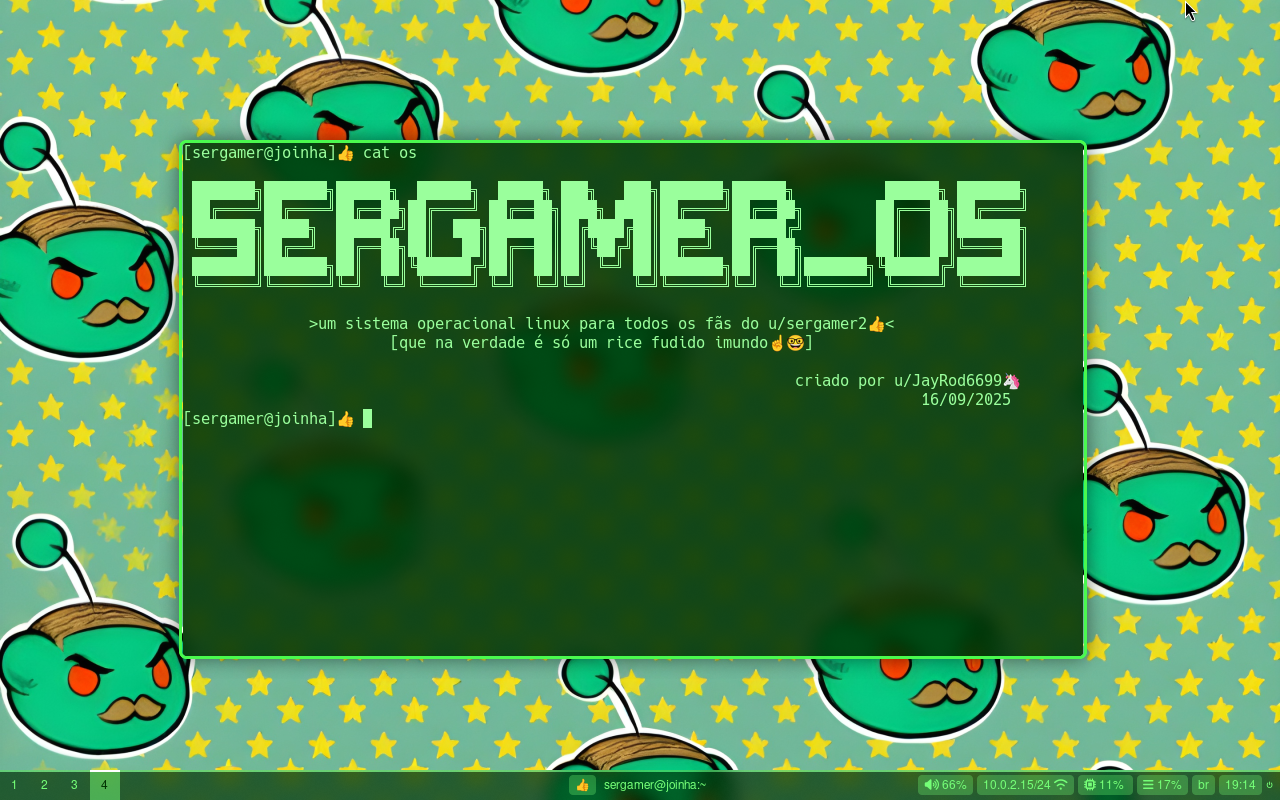 [sergamer@joinha]👍 cat os
SERGAMER_OS
>um sistema operacional linux para todos os fãs do u/sergamer2👍<
[que na verdade é só um rice fudido imundo☝🤓]
criado por u/JayRod6699🦄
16/09/2025
[sergamer@joinha]👍
1 2 3 4 👍 sergamer@joinha:~ 66% 10.0.2.15/24 11% 17% br 19:14